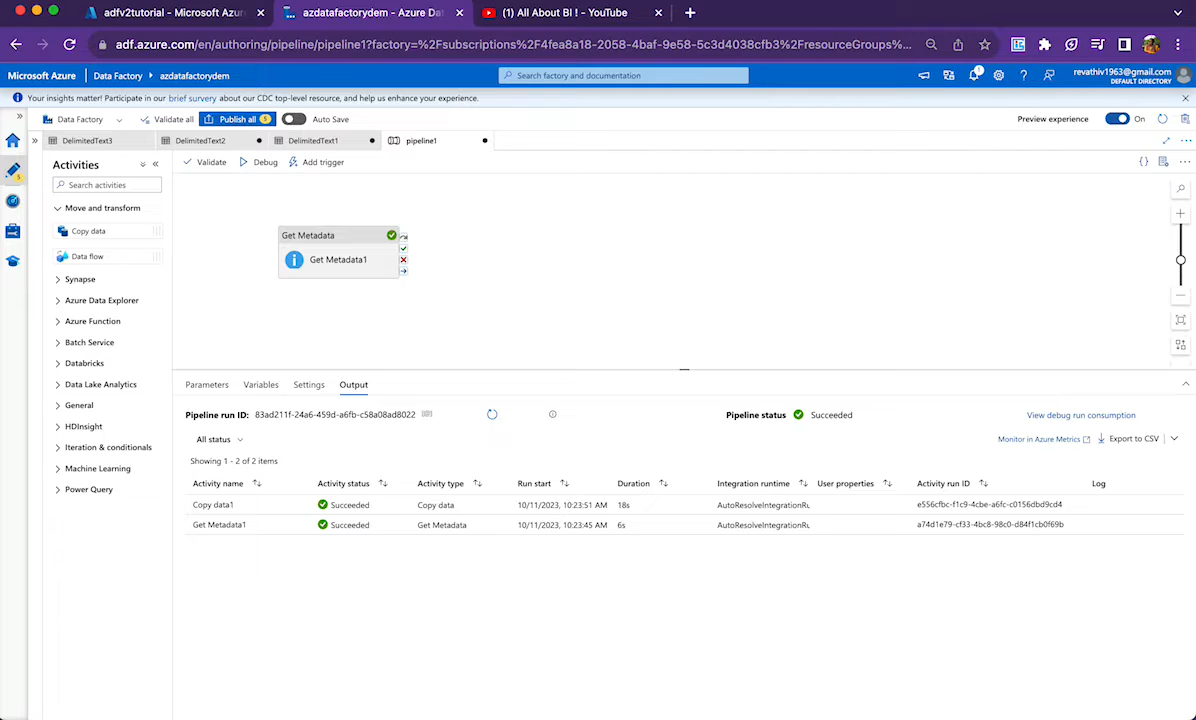 adfv2tutorial - Microsoft Azur
azdatafactorydem - Azure Da
(1) All About BI ! - YouTube
adf.azure.com/en/authoring/pipeline/pipeline1?factory=%2Fsubscriptions%2F4fea8a18-2058-4baf-9e58-5c3d4038cfb3%2FresourceGroups%...
Microsoft Azure
Data Factory
azdatafactorydem
Search factory and documentation
1
revathiv1963@gmail.com
DEFAULT DIRECTORY
Your insights matter! Participate in our brief survey about our CDC top-level resource, and help us enhance your experience.
Data Factory
Validate all
Publish all 5
Auto Save
Preview experience
On
DelimitedText3
DelimitedText2
DelimitedText1
pipeline1
Activities
Validate
Debug
Add trigger
Search activities
Move and transform
Copy data
Data flow
Synapse
Azure Data Explorer
Azure Function
Batch Service
Databricks
Data Lake Analytics
General
HDInsight
Iteration & conditionals
Machine Learning
Power Query
Get Metadata
Get Metadata1
Parameters
Variables
Settings
Output
Pipeline run ID: 83ad211f-24a6-459d-a6fb-c58a08ad8022
Pipeline status Succeeded
View debug run consumption
All status
Monitor in Azure Metrics
Export to CSV
Showing 1 - 2 of 2 items
Activity name Activity status Activity type Run start Duration Integration runtime User properties Activity run ID Log
Copy data1 Succeeded Copy data 10/11/2023, 10:23:51 AM 18s AutoResolveIntegrationRu e556cfbc-f1c9-4cbe-a6fc-c0156dbd9cd4
Get Metadata1 Succeeded Get Metadata 10/11/2023, 10:23:45 AM 6s AutoResolveIntegrationRu a74d1e79-cf33-4bc8-98c0-d84f1cb0f69b